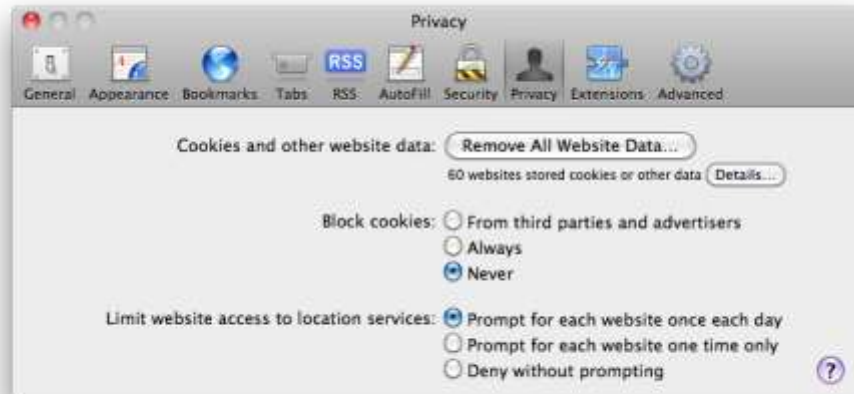 Privacy
General Appearance Bookmarks Tabs RSS AutoFill Security Privacy Extensions Advanced
RSS
Cookies and other website data: Remove All Website Data...
60 websites stored cookies or other data Details...
Block cookies: From third parties and advertisers
Always
Never
Limit website access to location services: Prompt for each website once each day
Prompt for each website one time only
Deny without prompting
?